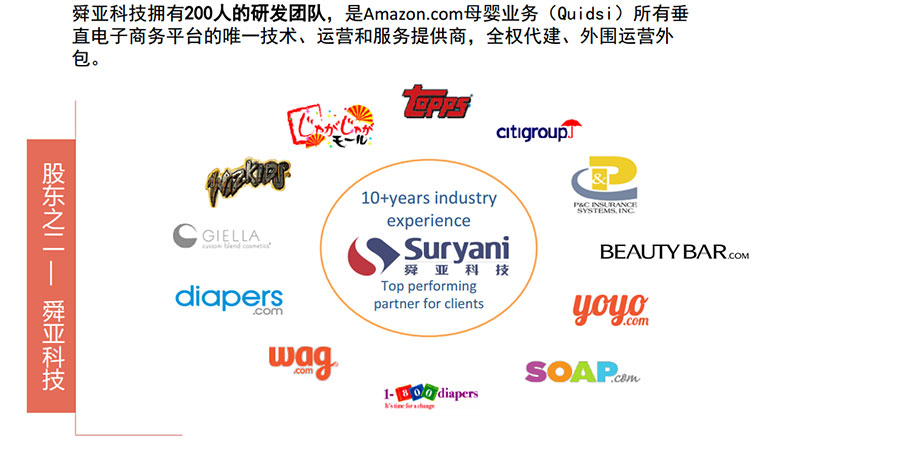 舜亚科技拥有200人的研发团队，是Amazon.com母婴业务（Quidsi）所有垂
直电子商务平台的唯一技术、运营和服务提供商，全权代建、外围运营外
包。
股东之二 — 舜亚科技
Topps
じゃがじゃが
モール
citigroup
WIZKIDS
P&C
P&C INSURANCE
SYSTEMS, INC.
GIELLA
custom blend cosmetics
10+years industry
experience
Suryani
舜亚科技
Top performing
partner for clients
BEAUTYBAR.COM
diapers
.com
yoyo
.com
wag
.com
SOAP.com
1-800diapers
It's time for a change